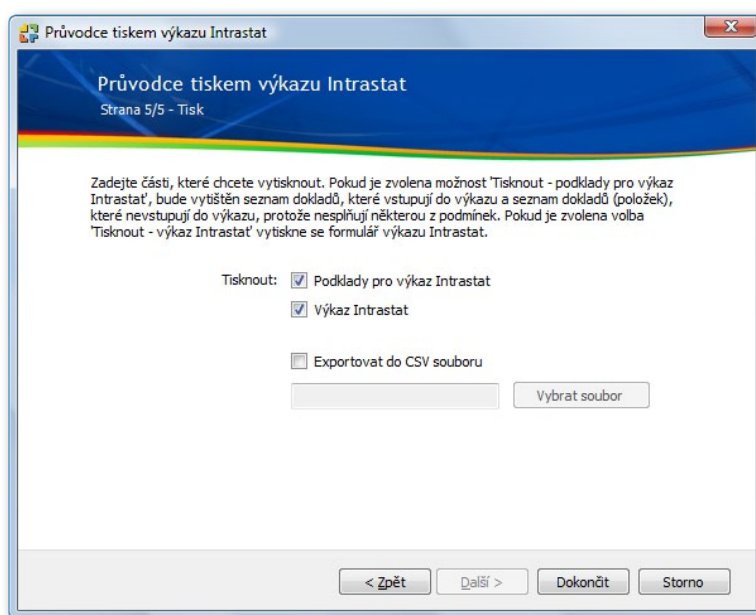 Průvodce tiskem výkazu Intrastat
Průvodce tiskem výkazu Intrastat
Strana 5/5 - Tisk
Zadejte části, které chcete vytisknout. Pokud je zvolena možnost 'Tisknout - podklady pro výkaz
Intrastať, bude vytištěn seznam dokladů, které vstupují do výkazu a seznam dokladů (položek),
které nevstupují do výkazu, protože nesplňují některou z podmínek. Pokud je zvolena volba
'Tisknout - výkaz Intrastať vytiskne se formulář výkazu Intrastat.
Tisknout:
Podklady pro výkaz Intrastat
Výkaz Intrastat
Exportovat do CSV souboru
Vybrat soubor
< Zpět
Další >
Dokončit
Storno